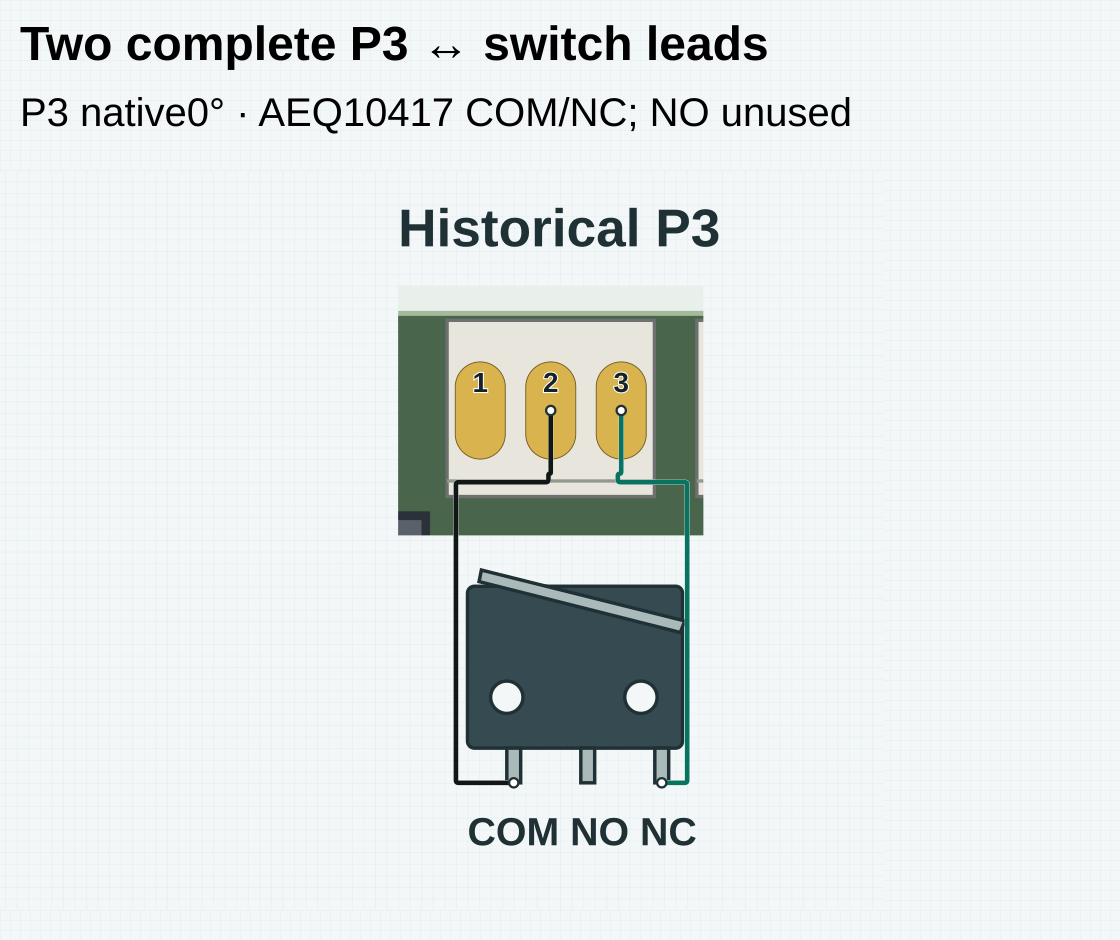 Two complete P3 ↔ switch leads
P3 native0° · AEQ10417 COM/NC; NO unused
Historical P3
1 2 3
COM NO NC